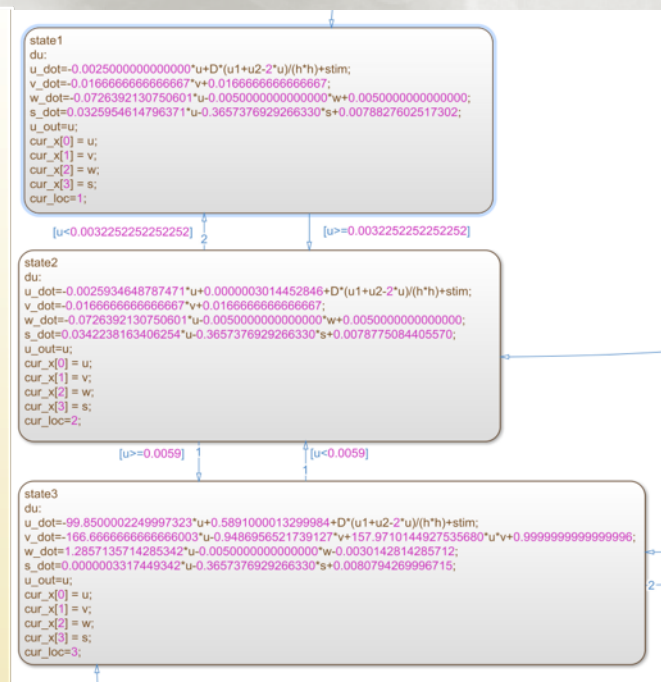 state1
du:
u_dot=-0.0025000000000000*u+D*(u1+u2-2*u)/(h*h)+stim;
v_dot=-0.0166666666666667*v+0.0166666666666667;
w_dot=-0.0726392130750601*u-0.0050000000000000*w+0.0050000000000000;
s_dot=0.0325954614796371*u-0.3657376929266330*s+0.0078827602517302;
u_out=u;
cur_x[0] = u;
cur_x[1] = v;
cur_x[2] = w;
cur_x[3] = s;
cur_loc=1;
[u<0.0032252252252252]
2
[u>=0.0032252252252252]
state2
du:
u_dot=-0.0025934648787471*u+0.0000003014452846+D*(u1+u2-2*u)/(h*h)+stim;
v_dot=-0.0166666666666667*v+0.0166666666666667;
w_dot=-0.0726392130750601*u-0.0050000000000000*w+0.0050000000000000;
s_dot=0.0342238163406254*u-0.3657376929266330*s+0.0078775084405570;
u_out=u;
cur_x[0] = u;
cur_x[1] = v;
cur_x[2] = w;
cur_x[3] = s;
cur_loc=2;
[u>=0.0059]
1
[u<0.0059]
1
state3
du:
u_dot=-99.8500002249997323*u+0.5891000013299984+D*(u1+u2-2*u)/(h*h)+stim;
v_dot=-166.6666666666666003*u-0.9486956521739127*v+157.9710144927535680*u*v+0.9999999999999996;
w_dot=1.2857135714285342*u-0.0050000000000000*w-0.0030142814285712;
s_dot=0.0000003317449342*u-0.3657376929266330*s+0.0080794269996715;
u_out=u;
cur_x[0] = u;
cur_x[1] = v;
cur_x[2] = w;
cur_x[3] = s;
cur_loc=3;
2